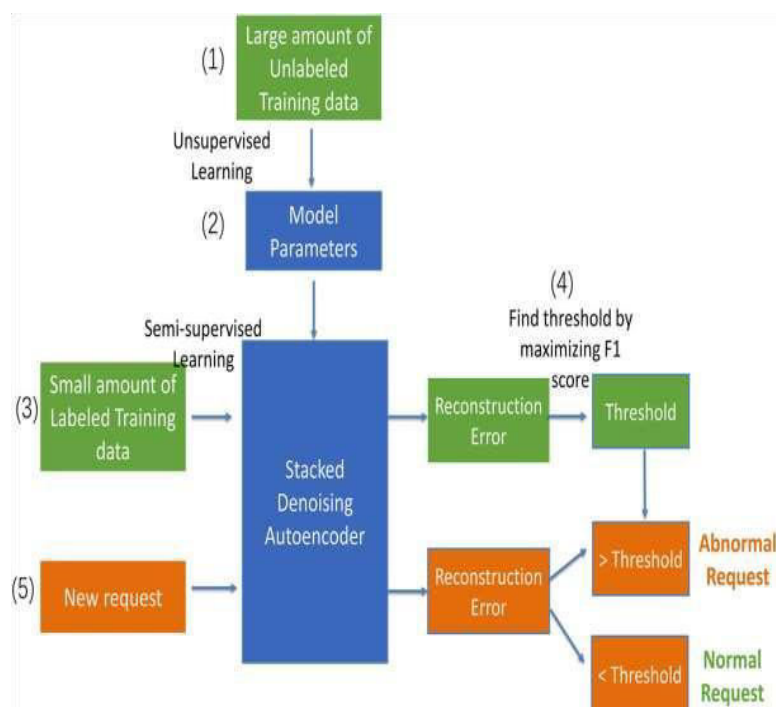 (1)
Large amount of
Unlabeled
Training data
Unsupervised
Learning
(2)
Model
Parameters
Semi-supervised
Learning
(3)
Small amount of
Labeled Training
data
Stacked
Denoising
Autoencoder
(4)
Find threshold by
maximizing F1
score
Reconstruction
Error
Threshold
(5)
New request
Reconstruction
Error
> Threshold
Abnormal
Request
< Threshold
Normal
Request